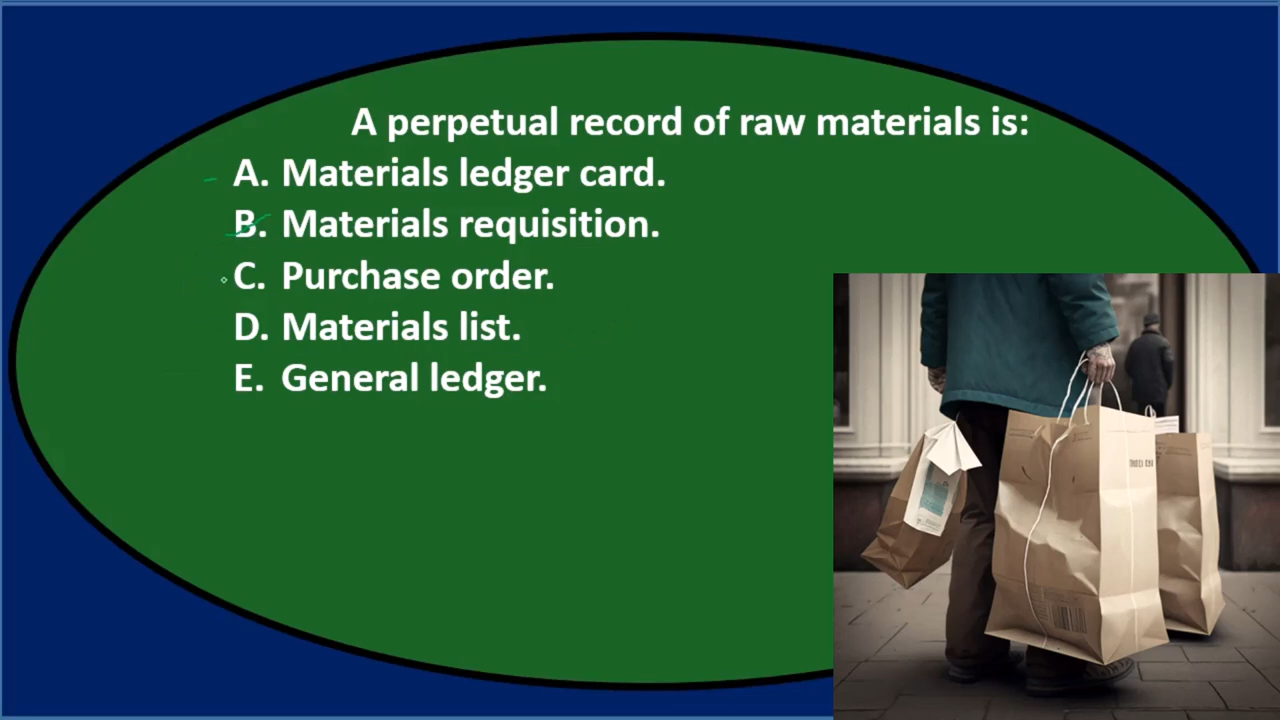 A perpetual record of raw materials is:
A. Materials ledger card.
B. Materials requisition.
C. Purchase order.
D. Materials list.
E. General ledger.